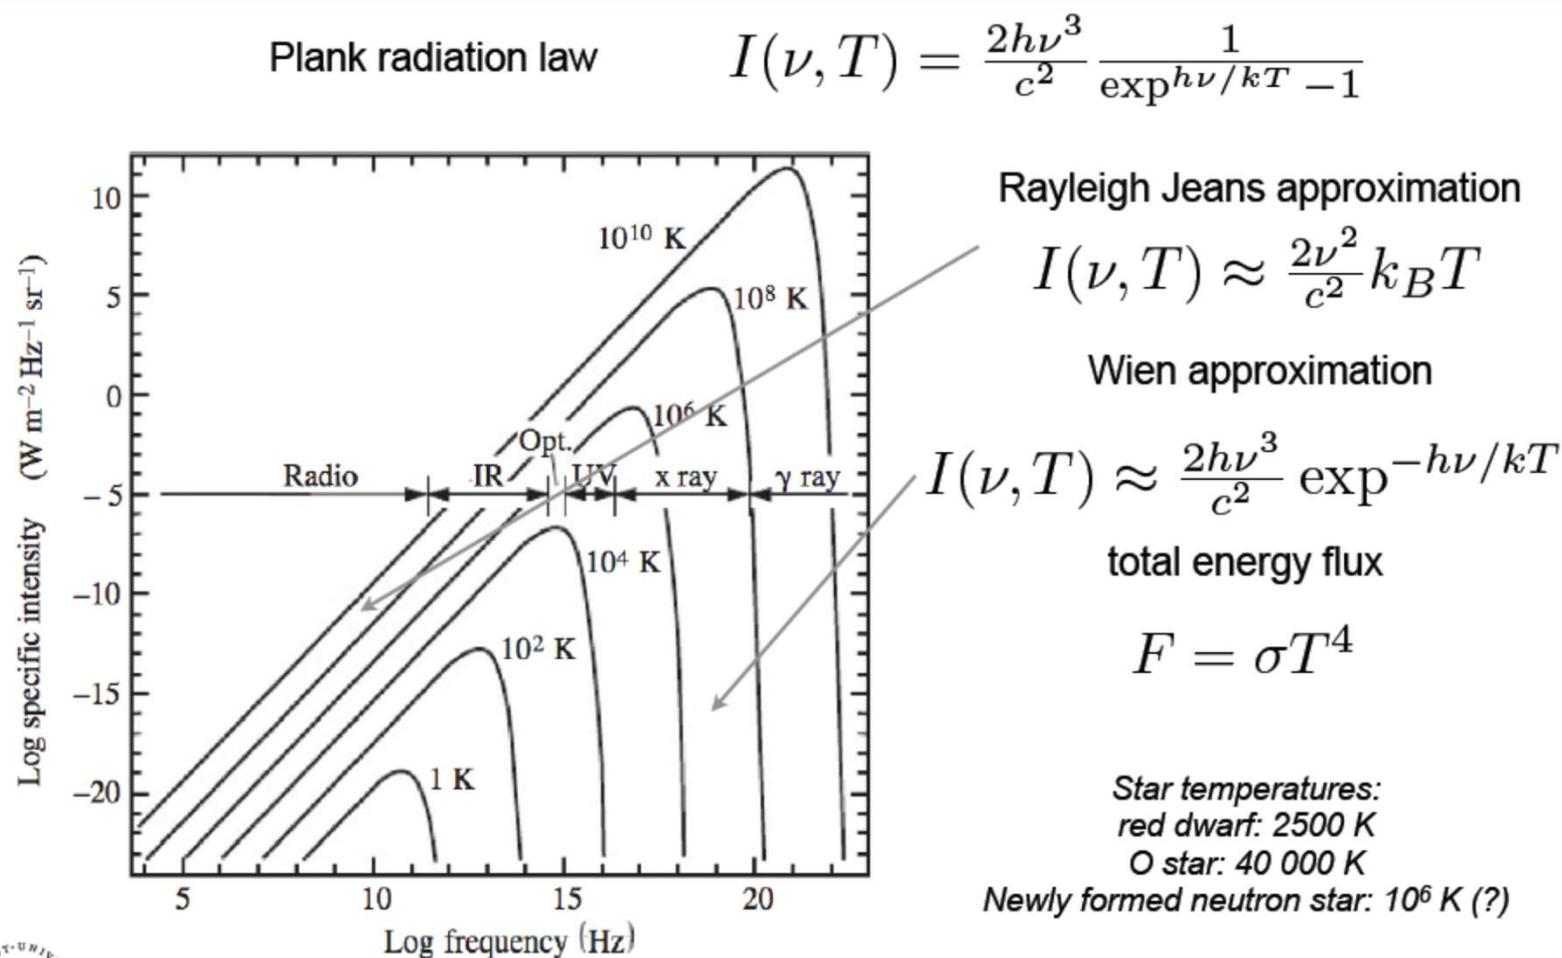 Plank radiation law
I(ν, T) = 2hν³/c² 1/(exp^{hν/kT} −1)
Rayleigh Jeans approximation
I(ν, T) ≈ 2ν²/c² k_B T
Wien approximation
I(ν, T) ≈ 2hν³/c² exp^{−hν/kT}
total energy flux
F = σT⁴
Star temperatures:
red dwarf: 2500 K
O star: 40 000 K
Newly formed neutron star: 10⁶ K (?)
Log specific intensity (W m⁻² Hz⁻¹ sr⁻¹)
10
5
0
−5
−10
−15
−20
10¹⁰ K
10⁸ K
10⁶ K
Opt.
Radio IR UV x ray γ ray
10⁴ K
10² K
1 K
5 10 15 20
Log frequency (Hz)